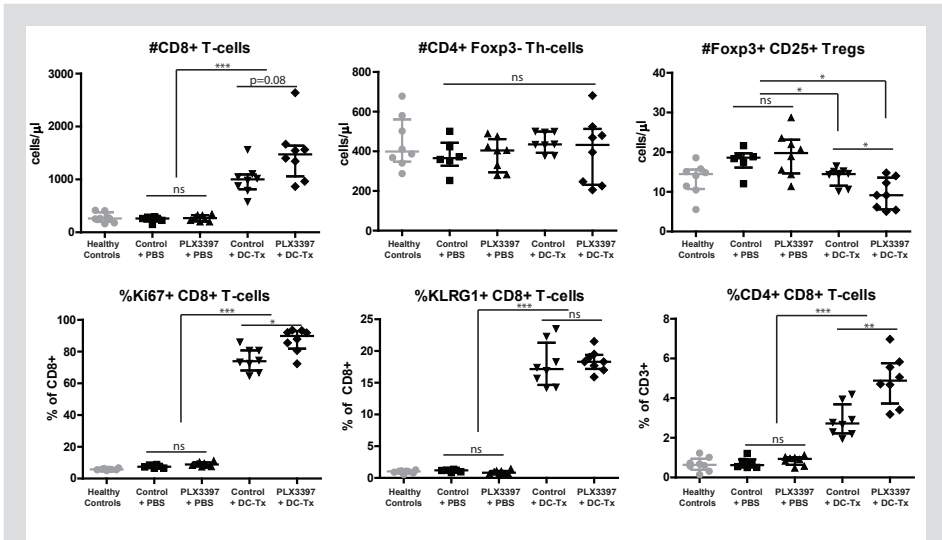 #CD8+ T-cells
3000
2000
1000
0
cells/µl
***
p=0.08
ns
Healthy Controls
Control + PBS
PLX3397 + PBS
Control + DC-Tx
PLX3397 + DC-Tx
#CD4+ Foxp3- Th-cells
800
600
400
200
0
cells/µl
ns
Healthy Controls
Control + PBS
PLX3397 + PBS
Control + DC-Tx
PLX3397 + DC-Tx
#Foxp3+ CD25+ Tregs
40
30
20
10
0
cells/µl
*
*
ns
*
Healthy Controls
Control + PBS
PLX3397 + PBS
Control + DC-Tx
PLX3397 + DC-Tx
%Ki67+ CD8+ T-cells
100
80
60
40
20
0
% of CD8+
***
*
ns
Healthy Controls
Control + PBS
PLX3397 + PBS
Control + DC-Tx
PLX3397 + DC-Tx
%KLRG1+ CD8+ T-cells
25
20
15
10
5
0
% of CD8+
***
ns
ns
Healthy Controls
Control + PBS
PLX3397 + PBS
Control + DC-Tx
PLX3397 + DC-Tx
%CD4+ CD8+ T-cells
8
6
4
2
0
% of CD3+
***
**
ns
Healthy Controls
Control + PBS
PLX3397 + PBS
Control + DC-Tx
PLX3397 + DC-Tx